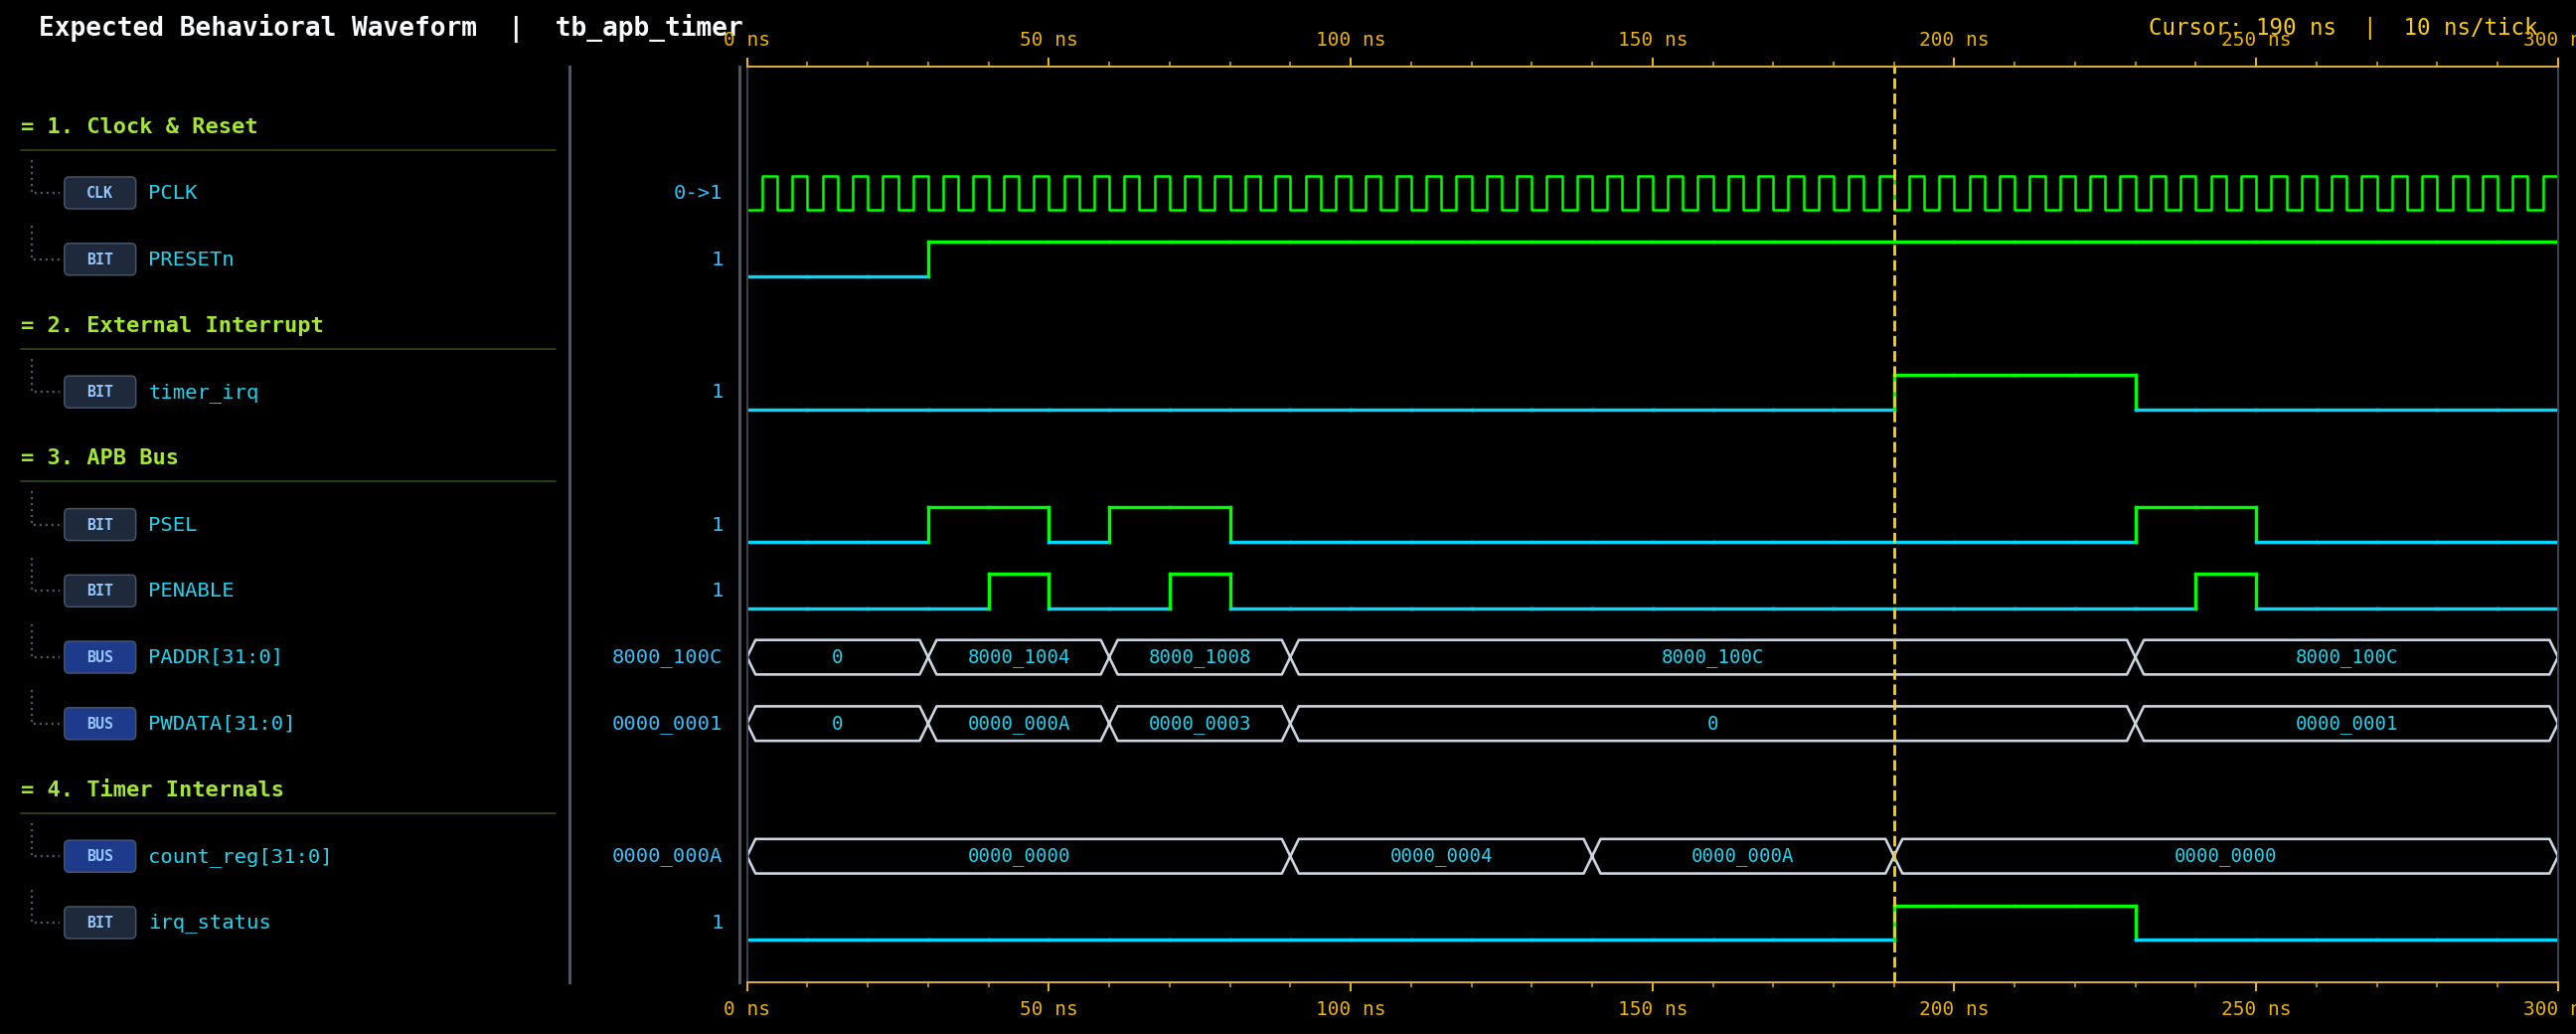 Expected Behavioral Waveform | tb_apb_timer
Cursor: 190 ns | 10 ns/tick
0 ns 50 ns 100 ns 150 ns 200 ns 250 ns 300 n
= 1. Clock & Reset
CLK PCLK 0->1
BIT PRESETn 1
= 2. External Interrupt
BIT timer_irq 1
= 3. APB Bus
BIT PSEL 1
BIT PENABLE 1
BUS PADDR[31:0] 8000_100C 0 8000_1004 8000_1008 8000_100C 8000_100C
BUS PWDATA[31:0] 0000_0001 0 0000_000A 0000_0003 0 0000_0001
= 4. Timer Internals
BUS count_reg[31:0] 0000_000A 0000_0000 0000_0004 0000_000A 0000_0000
BIT irq_status 1
0 ns 50 ns 100 ns 150 ns 200 ns 250 ns 300 n